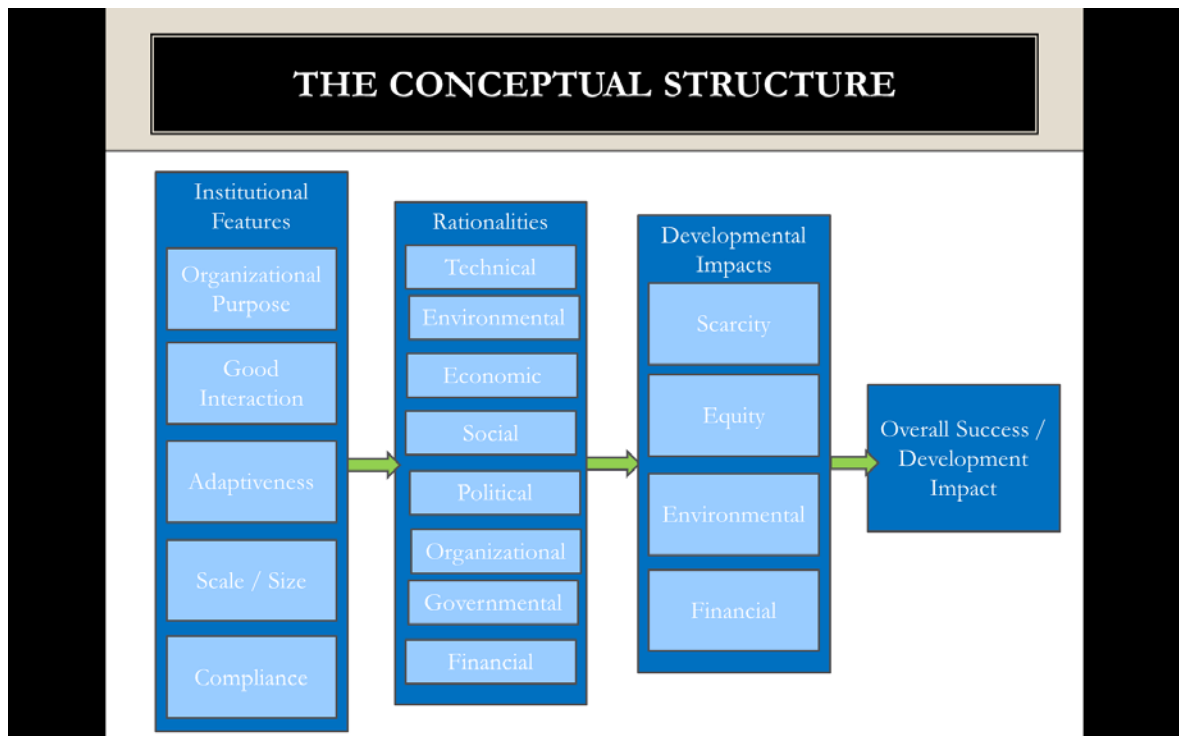 THE CONCEPTUAL STRUCTURE
Institutional
Features
Organizational
Purpose
Good
Interaction
Adaptiveness
Scale / Size
Compliance
Rationalities
Technical
Environmental
Economic
Social
Political
Organizational
Governmental
Financial
Developmental
Impacts
Scarcity
Equity
Environmental
Financial
Overall Success /
Development
Impact